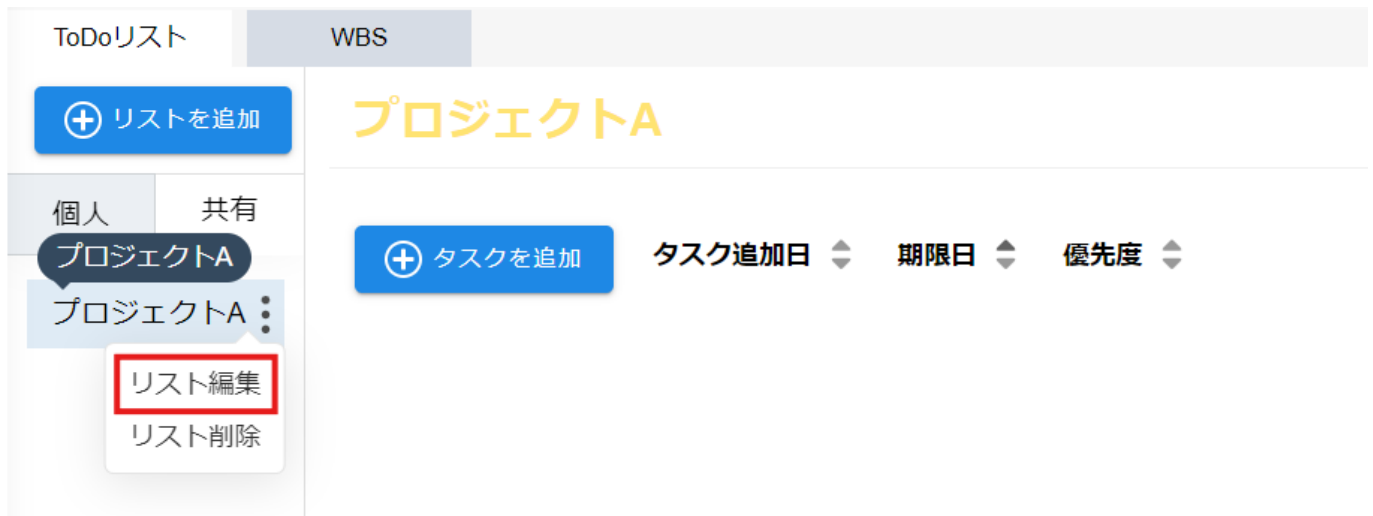 ToDoリスト WBS
リストを追加
プロジェクトA
個人 共有
プロジェクトA
プロジェクトA
リスト編集
リスト削除
タスクを追加 タスク追加日 期限日 優先度